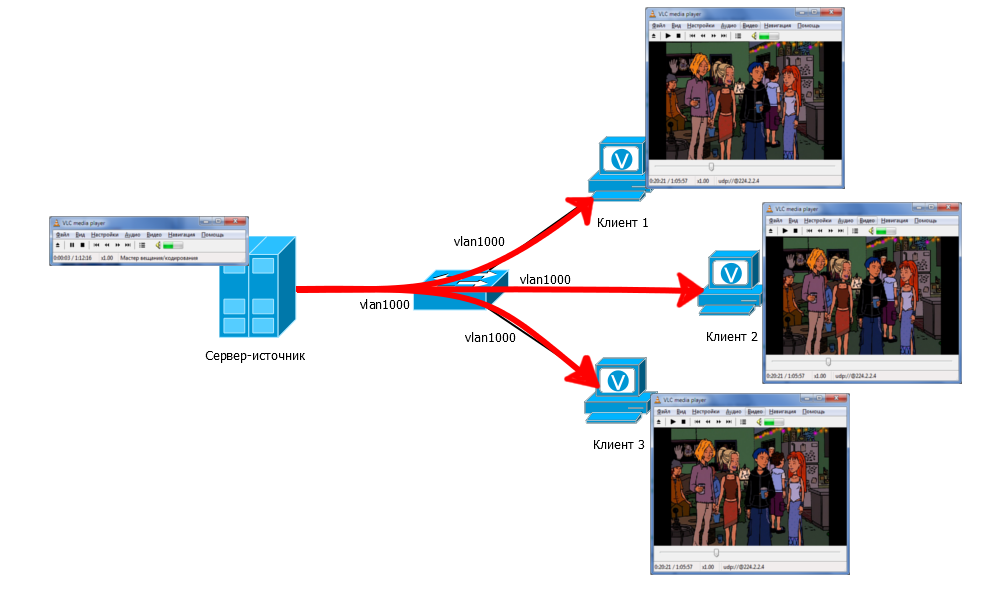 VLC media player
Файл Вид Настройки Аудио Видео Навигация Помощь
0:20:21 / 1:05:57 x1.00 udp://@224.2.2.4
V
Клиент 1
VLC media player
Файл Вид Настройки Аудио Видео Навигация Помощь
0:00:03 / 1:12:16 x1.00 Мастер вещания/кодирования
Сервер-источник
vlan1000
vlan1000
vlan1000
vlan1000
VLC media player
Файл Вид Настройки Аудио Видео Навигация Помощь
0:20:21 / 1:05:57 x1.00 udp://@224.2.2.4
V
Клиент 2
V
Клиент 3
VLC media player
Файл Вид Настройки Аудио Видео Навигация Помощь
0:20:21 / 1:05:57 x1.00 udp://@224.2.2.4